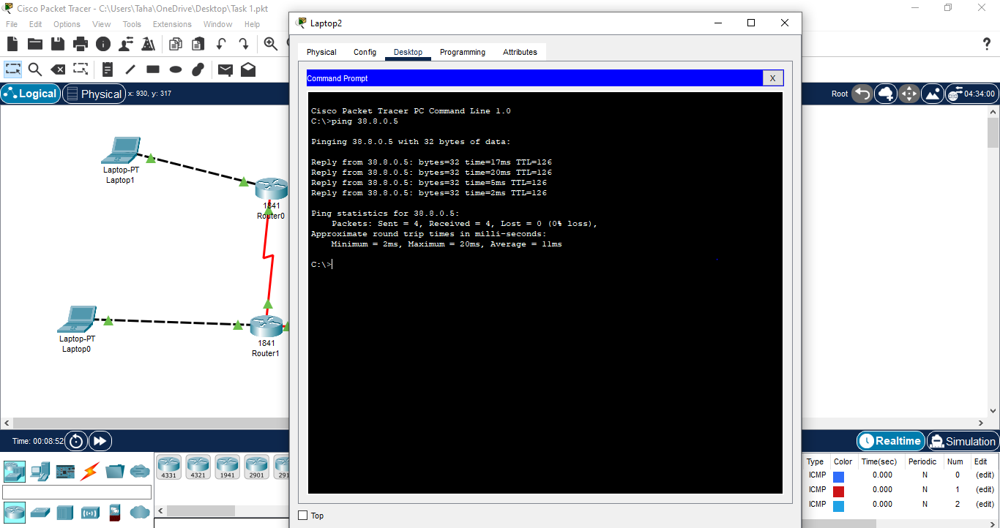 Cisco Packet Tracer - C:\Users\Taha\OneDrive\Desktop\Task 1.pkt
File Edit Options View Tools Extensions Window Help
Logical Physical x: 930, y: 317
Root 04:34:00
Laptop-PT
Laptop1
1841
Router0
Laptop-PT
Laptop0
1841
Router1
Laptop2
Physical Config Desktop Programming Attributes
Command Prompt X
Cisco Packet Tracer PC Command Line 1.0
C:\>ping 38.8.0.5
Pinging 38.8.0.5 with 32 bytes of data:
Reply from 38.8.0.5: bytes=32 time=17ms TTL=126
Reply from 38.8.0.5: bytes=32 time=20ms TTL=126
Reply from 38.8.0.5: bytes=32 time=5ms TTL=126
Reply from 38.8.0.5: bytes=32 time=2ms TTL=126
Ping statistics for 38.8.0.5:
Packets: Sent = 4, Received = 4, Lost = 0 (0% loss),
Approximate round trip times in milli-seconds:
Minimum = 2ms, Maximum = 20ms, Average = 11ms
C:\>
Top
Time: 00:08:52
Realtime Simulation
4331 4321 1941 2901 291
Type Color Time(sec) Periodic Num Edit
ICMP 0.000 N 0 (edit)
ICMP 0.000 N 1 (edit)
ICMP 0.000 N 2 (edit)